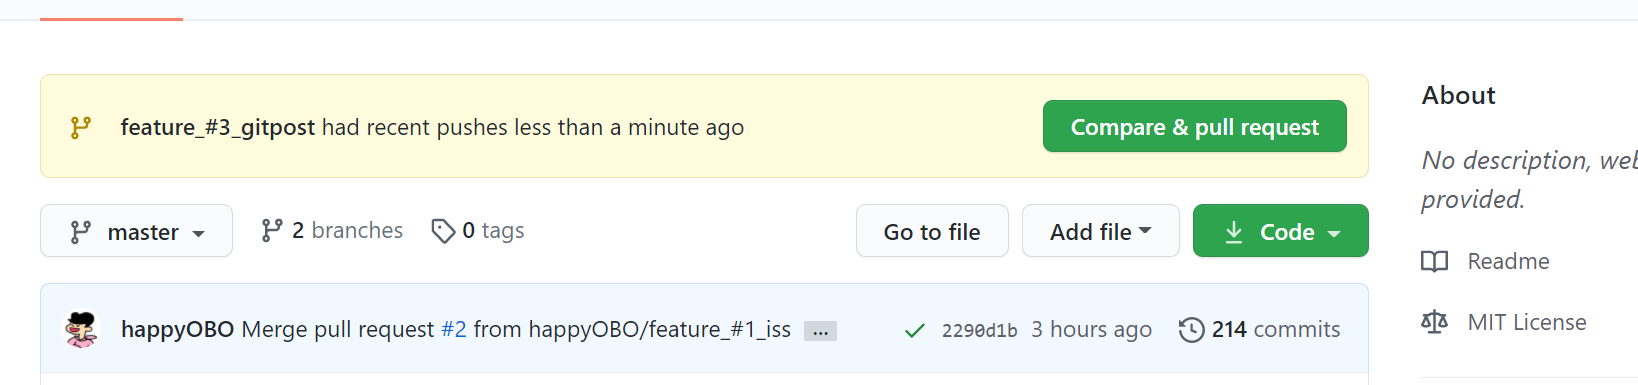 feature_#3_gitpost had recent pushes less than a minute ago
Compare & pull request
master
2 branches
0 tags
Go to file
Add file
Code
happyOBO Merge pull request #2 from happyOBO/feature_#1_iss ...
2290d1b 3 hours ago
214 commits
About
No description, web
provided.
Readme
MIT License